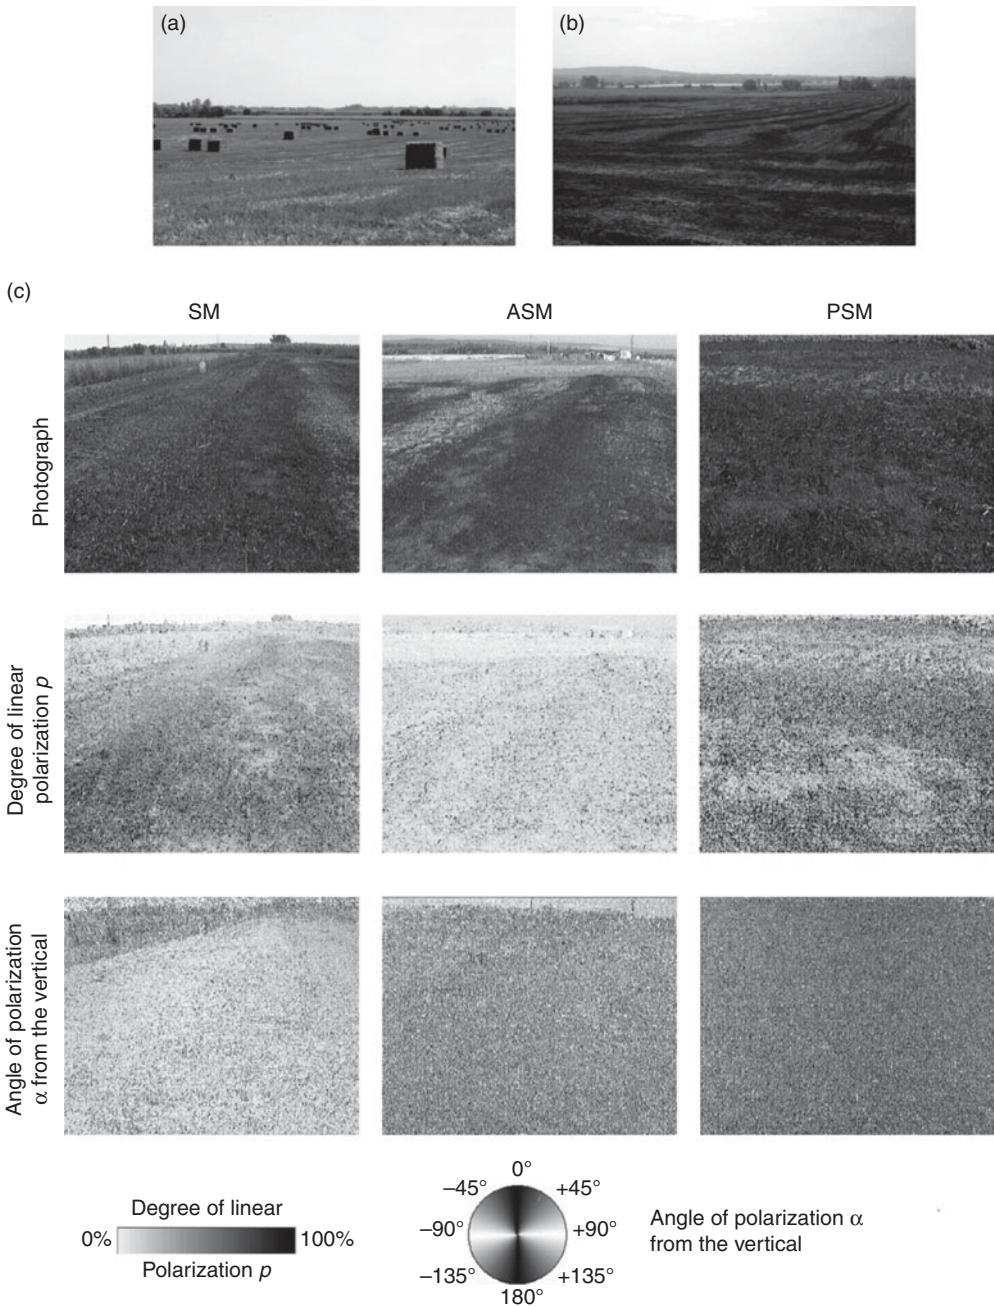 (a)
(b)
(c)
SM
ASM
PSM
Photograph
Degree of linear
polarization p
Angle of polarization
α from the vertical
Degree of linear
0%
100%
Polarization p
0°
–45°
+45°
–90°
+90°
–135°
+135°
180°
Angle of polarization α
from the vertical